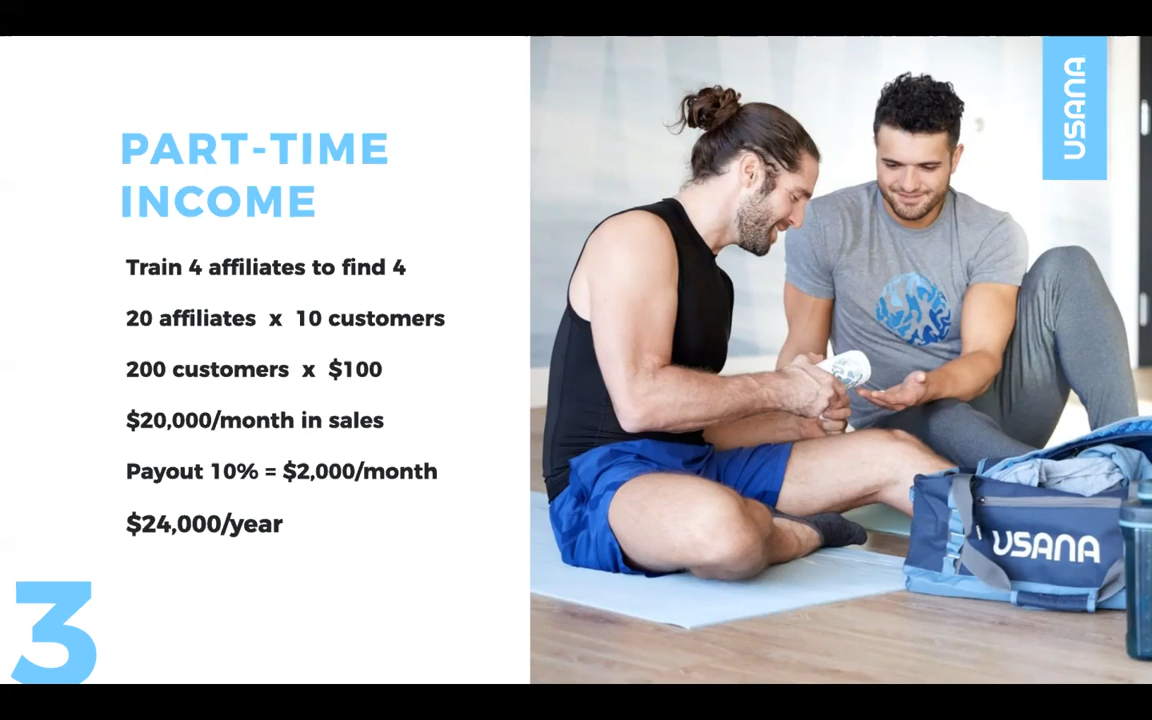 PART-TIME
INCOME
Train 4 affiliates to find 4
20 affiliates x 10 customers
200 customers x $100
$20,000/month in sales
Payout 10% = $2,000/month
$24,000/year
3
USANA
USANA